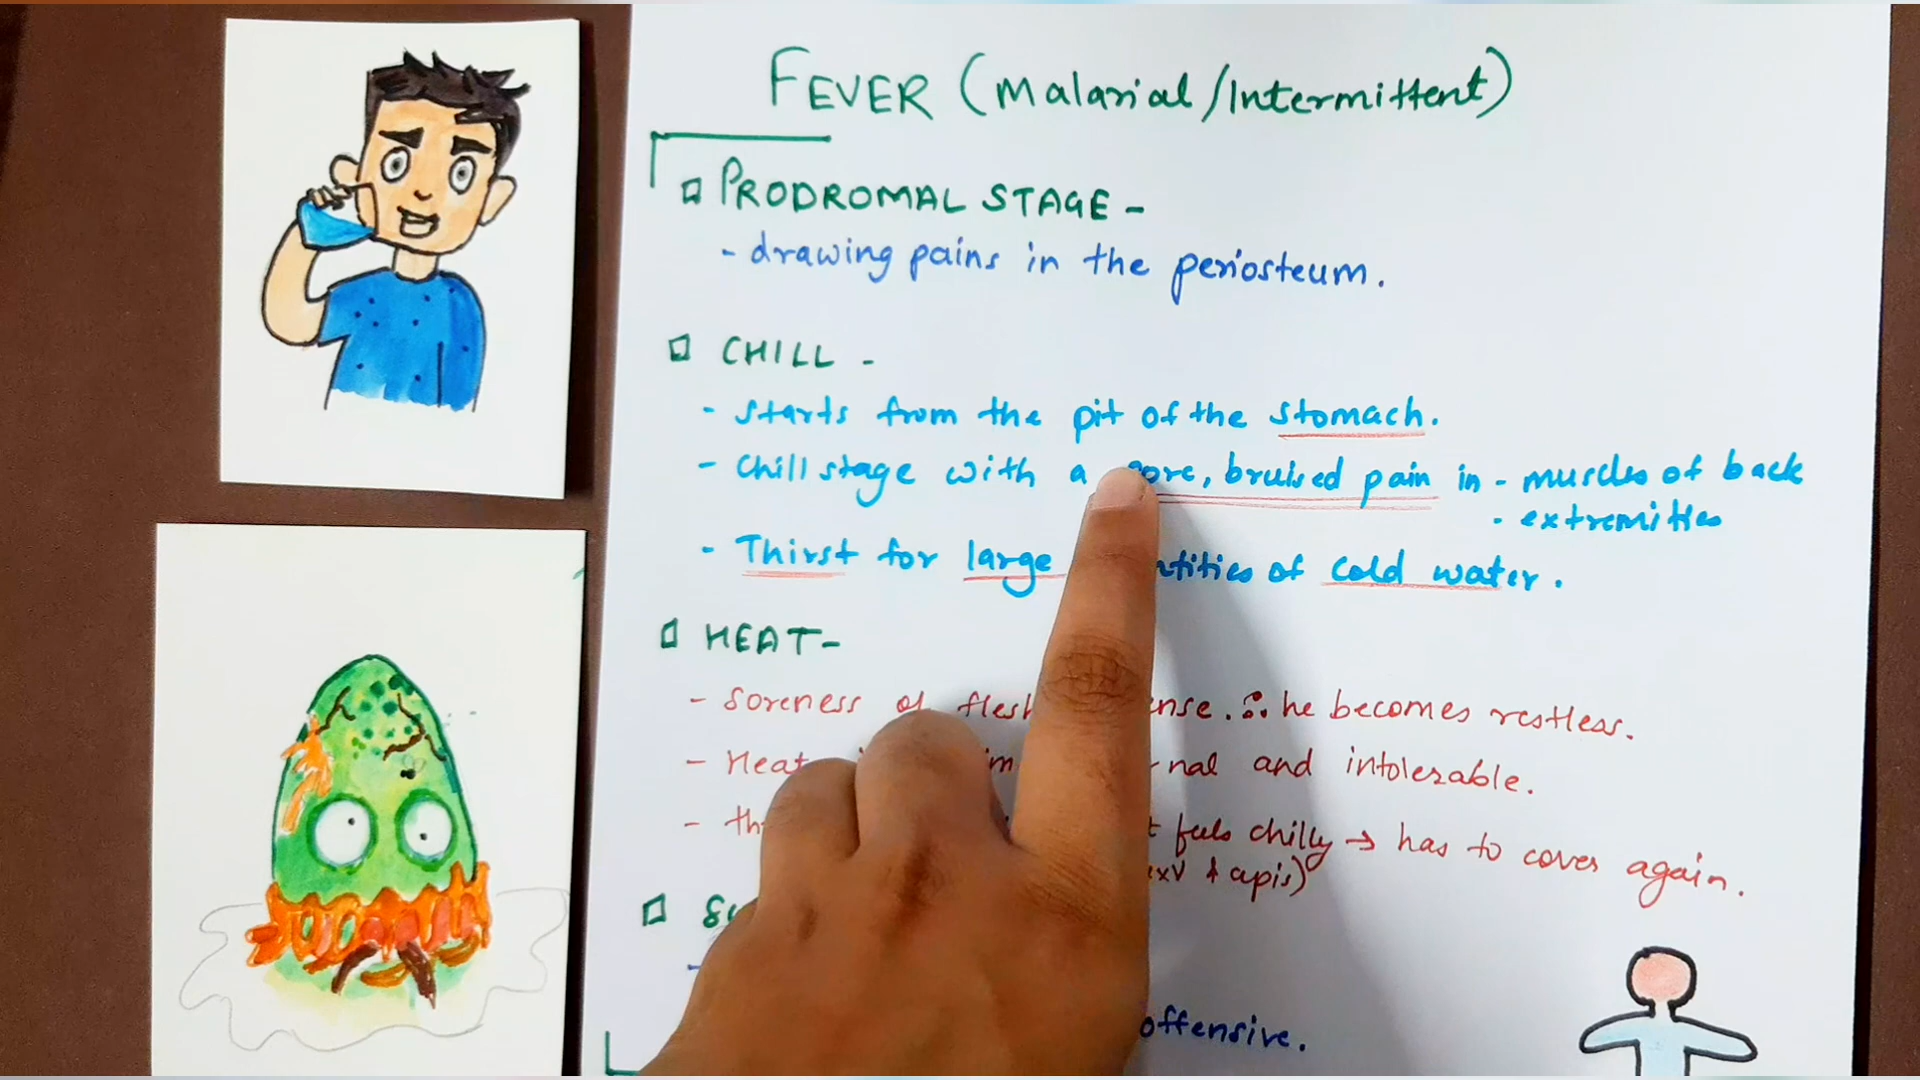 FEVER (Malarial/Intermittent)
PRODROMAL STAGE -
- drawing pains in the periosteum.
CHILL -
- Starts from the pit of the stomach.
- Chill stage with a sore, bruised pain in - muscles of back
- extremities
- Thirst for large of cold water.
HEAT -
- Soreness of ∴ he becomes restless.
- Heat and intolerable.
- feels chilly → has to cover again.
& apis)
offensive.